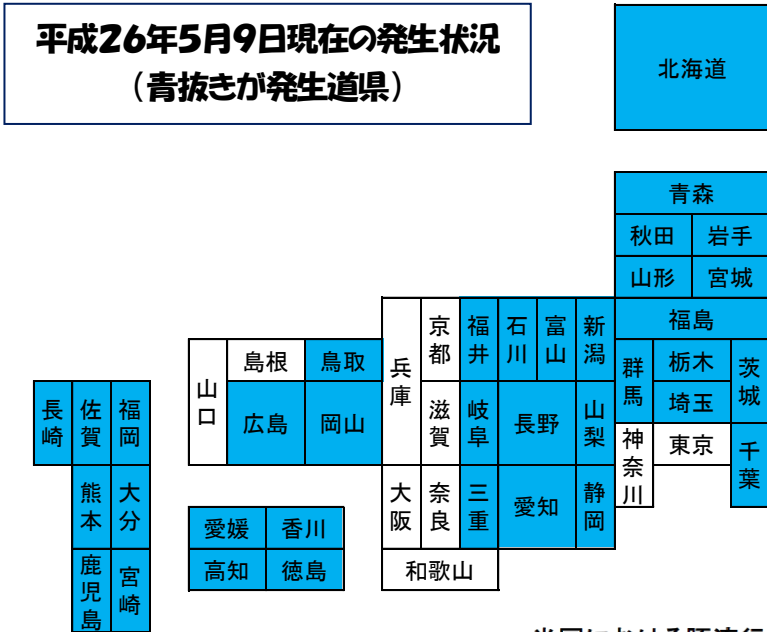 平成26年5月9日現在の発生状況
（青抜きが発生道県）
北海道
青森
秋田
岩手
山形
宮城
福島
京都
福井
石川
富山
新潟
群馬
栃木
茨城
埼玉
島根
鳥取
兵庫
山口
広島
岡山
滋賀
岐阜
長野
山梨
神奈川
東京
千葉
長崎
佐賀
福岡
熊本
大分
大阪
奈良
三重
愛知
静岡
愛媛
香川
高知
徳島
和歌山
鹿児島
宮崎